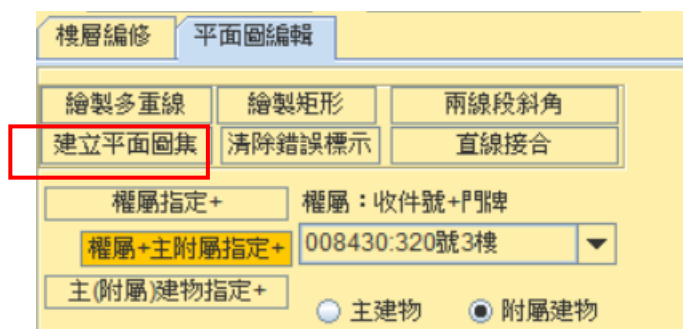 樓層編修 平面圖編輯
繪製多重線 繪製矩形 兩線段斜角
建立平面圖集 清除錯誤標示 直線接合
權屬指定+ 權屬：收件號+門牌
權屬+主附屬指定+ 008430:320號3樓
主(附屬)建物指定+ 主建物 附屬建物